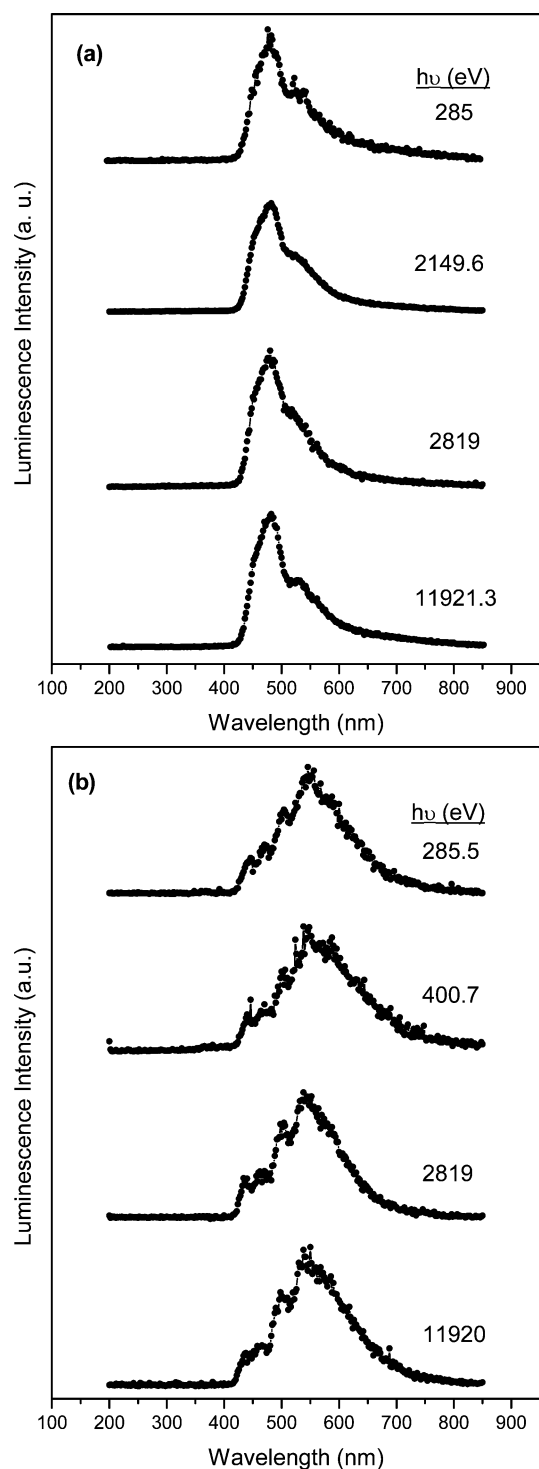 (a)
hυ (eV)
285
2149.6
2819
11921.3
Luminescence Intensity (a. u.)
100 200 300 400 500 600 700 800 900
Wavelength (nm)
(b)
hυ (eV)
285.5
400.7
2819
11920
Luminescence Intensity (a.u.)
100 200 300 400 500 600 700 800 900
Wavelength (nm)